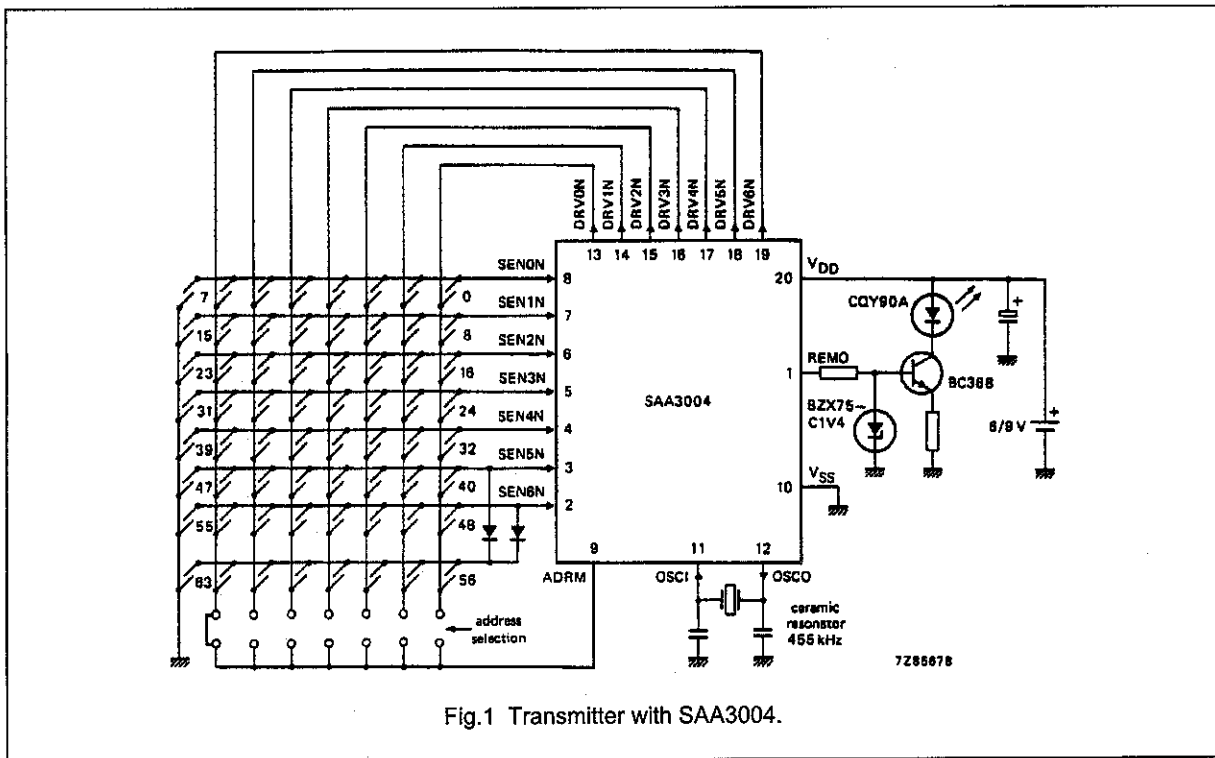 DRV0N
DRV1N
DRV2N
DRV3N
DRV4N
DRV5N
DRV6N
13 14 15 16 17 18 19
SEN0N 8
7 0
SEN1N 7
15 8
SEN2N 6
23 16
SEN3N 5
31 24
SEN4N 4
39 32
SEN5N 3
47 40
SEN6N 2
55 48
63 56
ADRM 9
SAA3004
20 VDD
CQY90A
+
1 REMO
BC368
BZX75–
C1V4
6/9 V
+
10 VSS
11 12
OSCI OSCO
ceramic
resonator
455 kHz
address
selection
7Z85678
Fig.1 Transmitter with SAA3004.